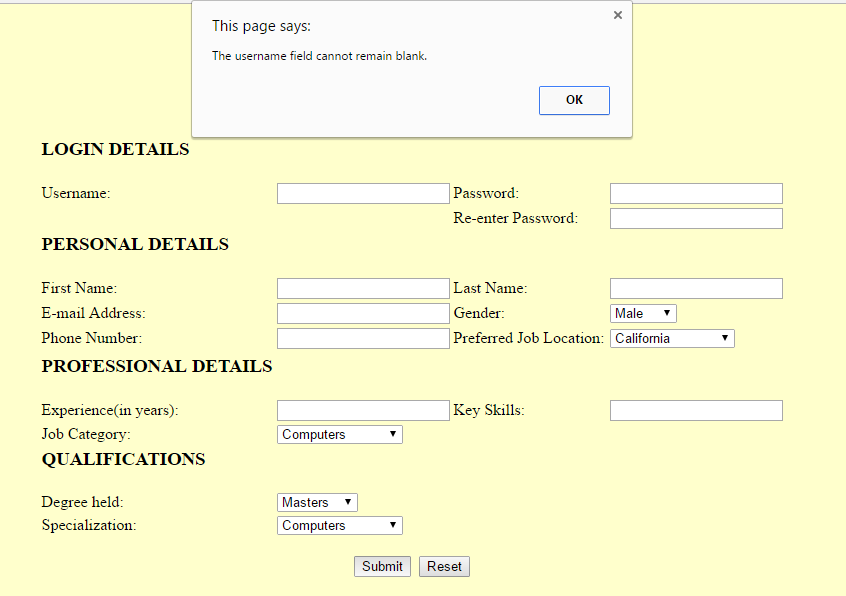 This page says:
The username field cannot remain blank.
OK
LOGIN DETAILS
Username: Password:
Re-enter Password:
PERSONAL DETAILS
First Name: Last Name:
E-mail Address: Gender: Male
Phone Number: Preferred Job Location: California
PROFESSIONAL DETAILS
Experience(in years): Key Skills:
Job Category: Computers
QUALIFICATIONS
Degree held: Masters
Specialization: Computers
Submit Reset